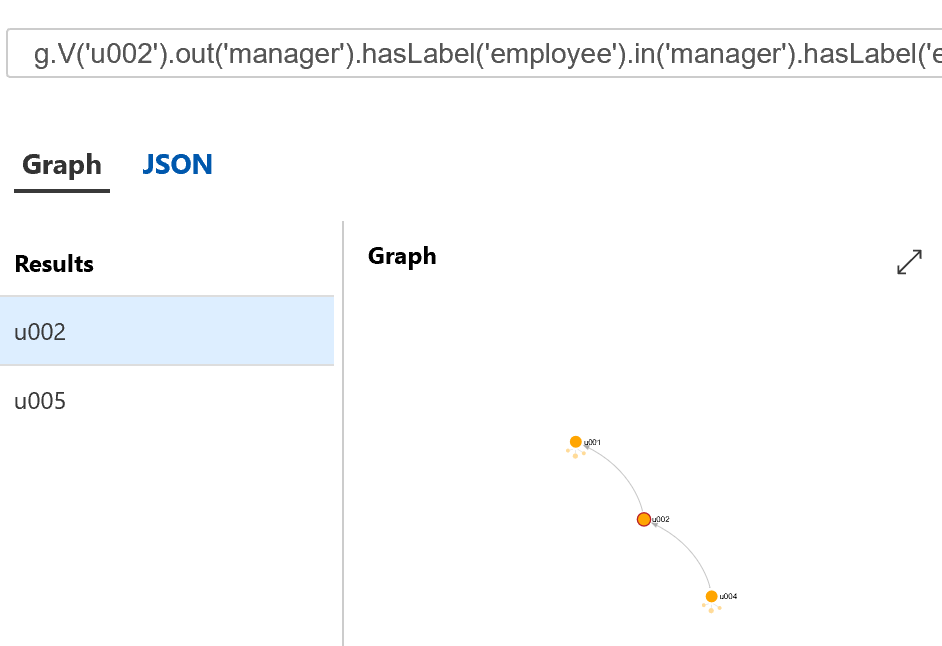 g.V('u002').out('manager').hasLabel('employee').in('manager').hasLabel('e
Graph JSON
Results
Graph
u002
u005
u001
u002
u004